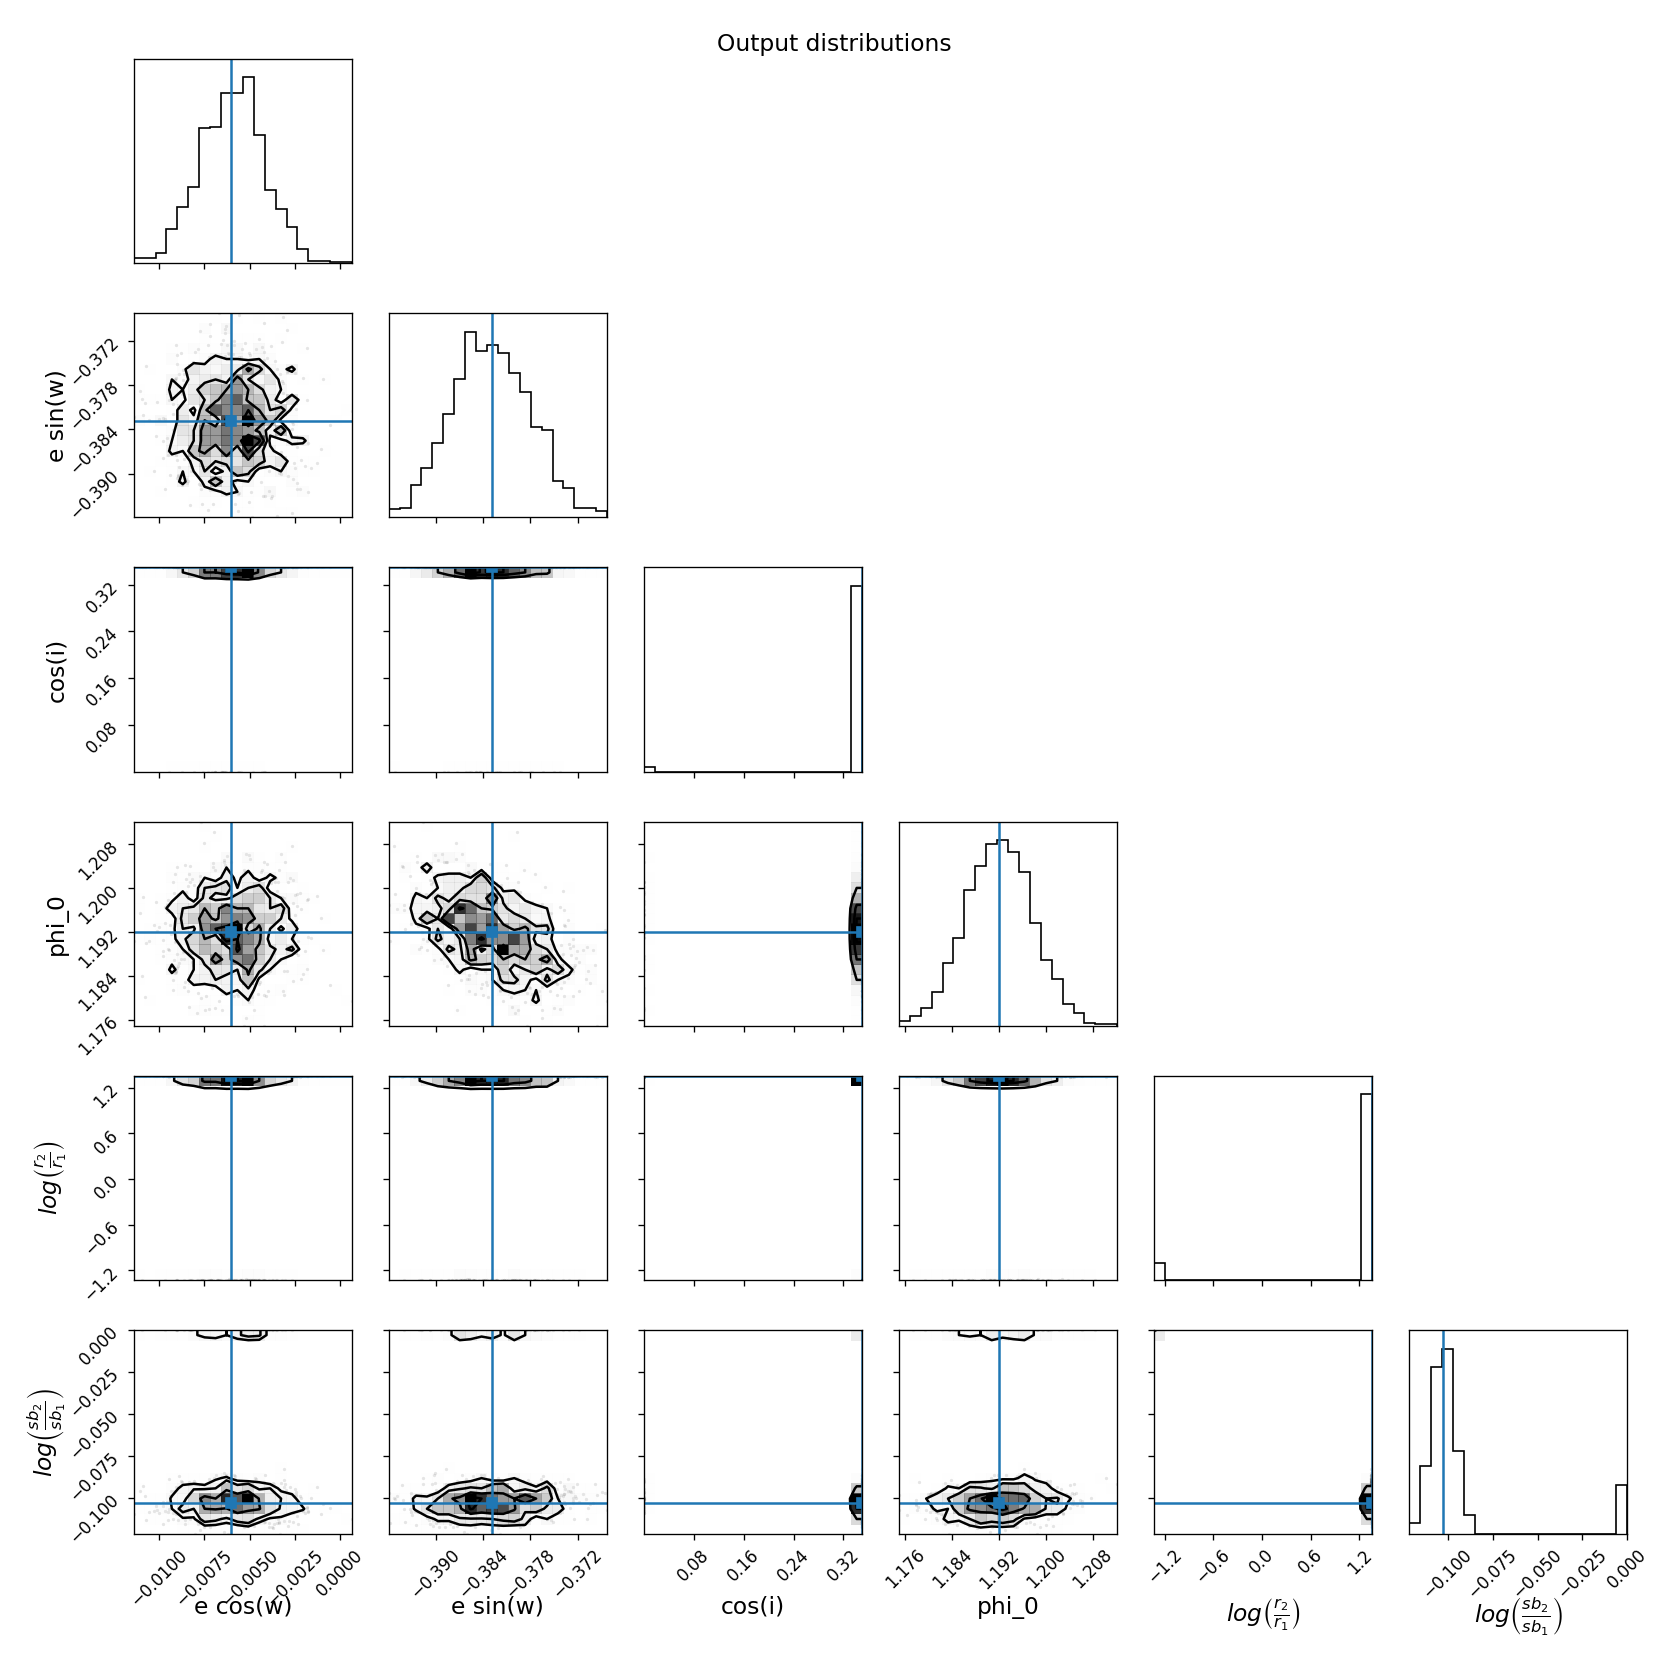 Output distributions
e sin(w)
−0.372
−0.378
−0.384
−0.390
cos(i)
0.32
0.24
0.16
0.08
phi_0
1.208
1.200
1.192
1.184
1.176
log(r₂/r₁)
1.2
0.6
0.0
−0.6
−1.2
log(sb₂/sb₁)
0.000
−0.025
−0.050
−0.075
−0.100
−0.0100 −0.0075 −0.0050 −0.0025 0.0000
−0.390 −0.384 −0.378 −0.372
0.08 0.16 0.24 0.32
1.176 1.184 1.192 1.200 1.208
−1.2 −0.6 0.0 0.6 1.2
−0.100 −0.075 −0.050 −0.025 0.000
e cos(w) e sin(w) cos(i) phi_0 log(r₂/r₁) log(sb₂/sb₁)